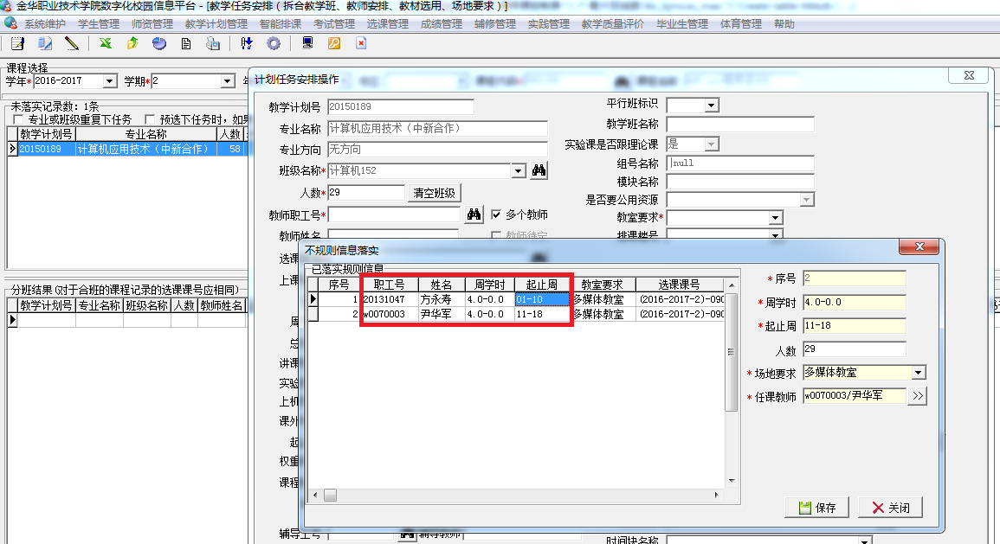 金华职业技术学院数字化校园信息平台 - [教学任务安排（拆合教学班、教师安排、教材选用、场地要求）]
系统维护 学生管理 师资管理 教学计划管理 智能排课 考试管理 选课管理 成绩管理 辅修管理 实践管理 教学质量评价 毕业生管理 体育管理 帮助
课程选择
学年* 2016-2017 学期* 2
未落实记录数: 1条
专业或班级重复下任务 预选下任务时，如果
教学计划号 专业名称 人数
20150189 计算机应用技术（中新合作） 58
分班结果(对于合班的课程记录的选课课号应相同)
教学计划号 专业名称 班级名称 人数 教师姓名
计划任务安排操作
教学计划号 20150189
专业名称 计算机应用技术（中新合作）
专业方向 无方向
班级名称* 计算机152
人数* 29 清空班级
教师职工号* 多个教师
教师姓名 教师待定
平行班标识
教学班名称
实验课是否跟理论课 是
组号名称 |null
模块名称
是否要公用资源
教室要求*
排课楼号
选课
上课
周
总
讲课
实验
上机
课外
起
权重
课程
辅导工号 辅导教师
时间块名称
不规则信息落实
已落实规则信息
序号 职工号 姓名 周学时 起止周 教室要求 选课课号
1 20131047 方永寿 4.0-0.0 01-10 多媒体教室 (2016-2017-2)-090
2 w0070003 尹华军 4.0-0.0 11-18 多媒体教室 (2016-2017-2)-090
* 序号 2
* 周学时 4.0-0.0
* 起止周 11-18
人数 29
* 场地要求 多媒体教室
* 任课教师 w0070003/尹华军 >>
保存 关闭